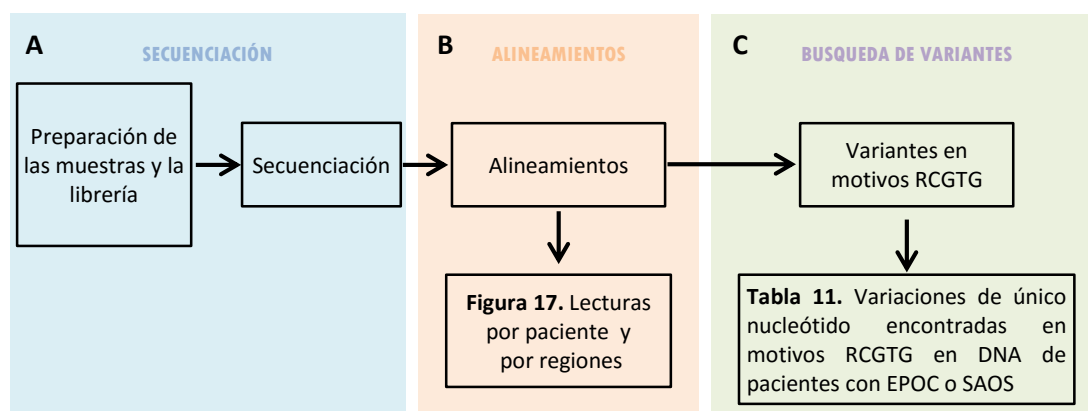 A
SECUENCIACIÓN
Preparación de
las muestras y la
librería
Secuenciación
B
ALINEAMIENTOS
Alineamientos
Figura 17. Lecturas
por paciente y
por regiones
C
BUSQUEDA DE VARIANTES
Variantes en
motivos RCGTG
Tabla 11. Variaciones de único
nucleótido encontradas en
motivos RCGTG en DNA de
pacientes con EPOC o SAOS